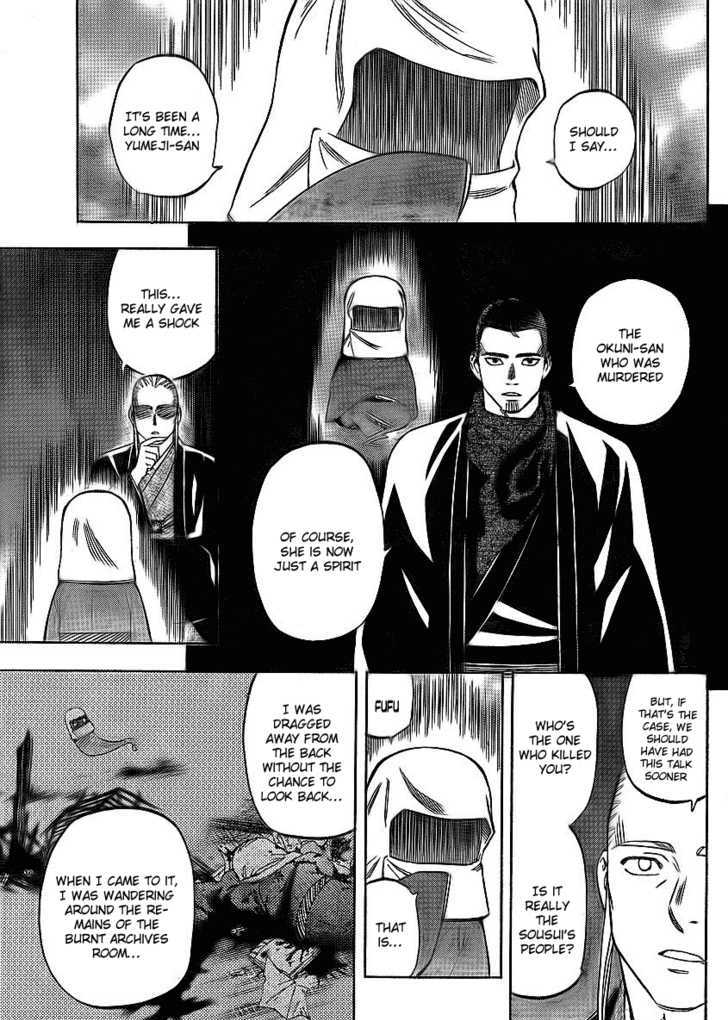 SHOULD
I SAY...
IT'S BEEN A
LONG TIME...
YUMEJI-SAN
THE
OKUNI-SAN
WHO WAS
MURDERED
OF COURSE,
SHE IS NOW
JUST A SPIRIT
THIS...
REALLY GAVE
ME A SHOCK
BUT, IF
THAT'S THE
CASE, WE
SHOULD
HAVE HAD
THIS TALK
SOONER
WHO'S
THE ONE
WHO KILLED
YOU?
IS IT
REALLY
THE
SOUSUI'S
PEOPLE?
FUFU
THAT
IS...
I WAS
DRAGGED
AWAY FROM
THE BACK
WITHOUT THE
CHANCE TO
LOOK BACK...
WHEN I CAME TO IT,
I WAS WANDERING
AROUND THE RE-
MAINS OF THE
BURNT ARCHIVES
ROOM...